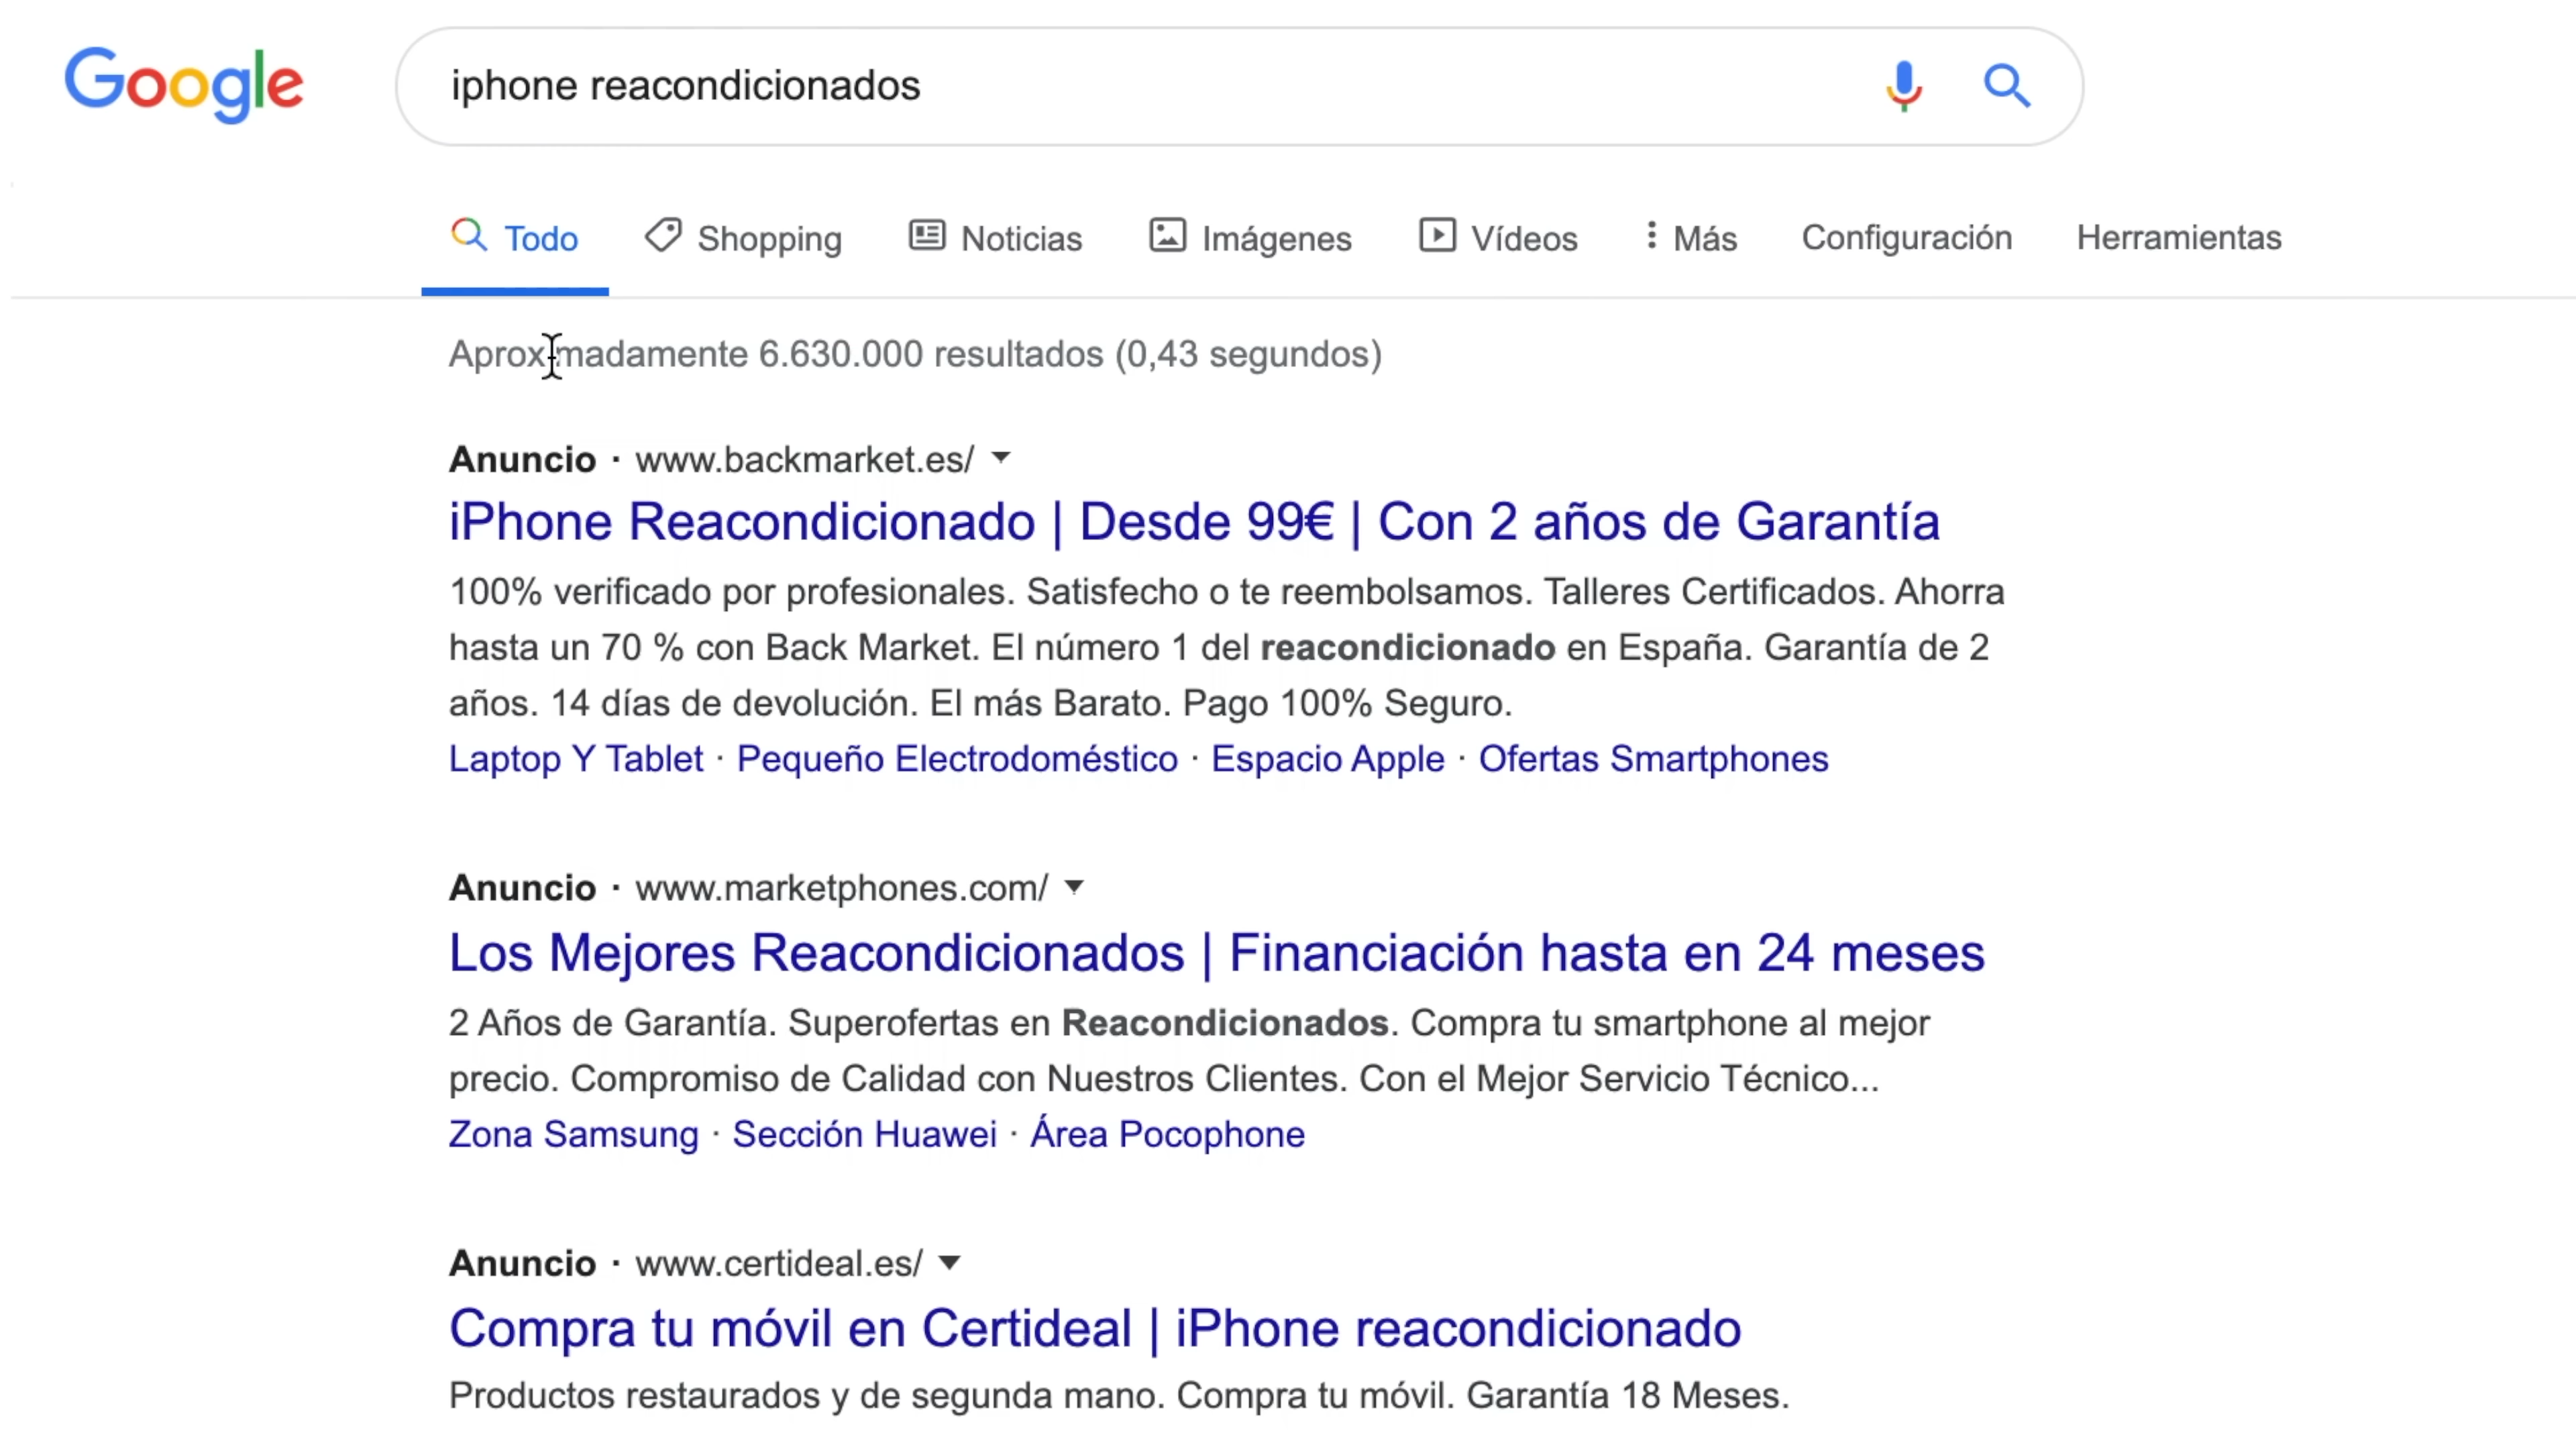 Google
iphone reacondicionados
Todo Shopping Noticias Imágenes Vídeos Más Configuración Herramientas
Aproximadamente 6.630.000 resultados (0,43 segundos)
Anuncio · www.backmarket.es/
iPhone Reacondicionado | Desde 99€ | Con 2 años de Garantía
100% verificado por profesionales. Satisfecho o te reembolsamos. Talleres Certificados. Ahorra
hasta un 70 % con Back Market. El número 1 del reacondicionado en España. Garantía de 2
años. 14 días de devolución. El más Barato. Pago 100% Seguro.
Laptop Y Tablet · Pequeño Electrodoméstico · Espacio Apple · Ofertas Smartphones
Anuncio · www.marketphones.com/
Los Mejores Reacondicionados | Financiación hasta en 24 meses
2 Años de Garantía. Superofertas en Reacondicionados. Compra tu smartphone al mejor
precio. Compromiso de Calidad con Nuestros Clientes. Con el Mejor Servicio Técnico...
Zona Samsung · Sección Huawei · Área Pocophone
Anuncio · www.certideal.es/
Compra tu móvil en Certideal | iPhone reacondicionado
Productos restaurados y de segunda mano. Compra tu móvil. Garantía 18 Meses.